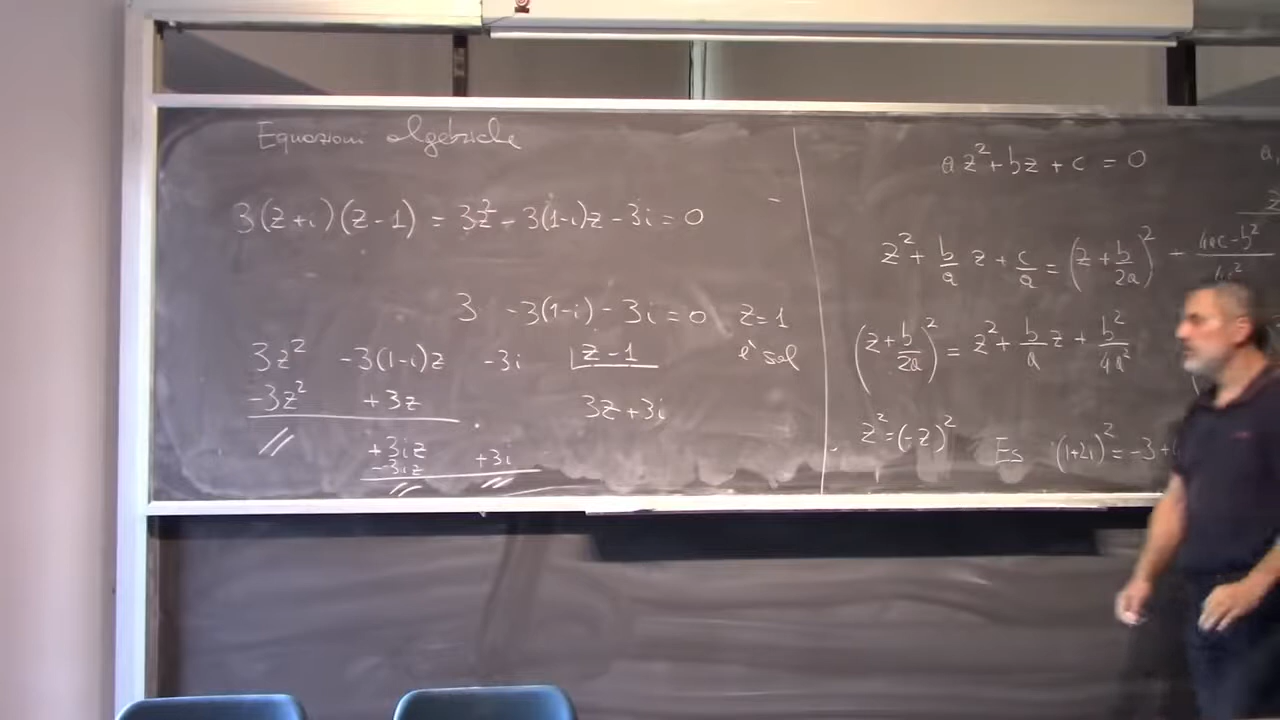 Equazioni algebriche
3(z+i)(z-1) = 3z² - 3(1-i)z - 3i = 0
3 -3(1-i) - 3i = 0 z=1
è sol
3z² -3(1-i)z -3i z-1
-3z² +3z 3z+3i
//
+3iz +3i
-3iz
// //
az² + bz + c = 0
z² + b/a z + c/a = (z + b/2a)² + (4ac-b²)/4a²
(z + b/2a)² = z² + b/a z + b²/4a²
z² = (-z)² Es (1+2i)² = -3+